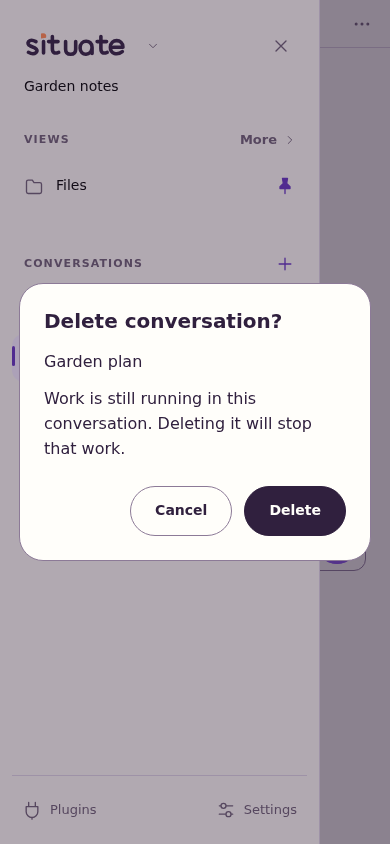 situate
Garden notes
VIEWS
More
Files
CONVERSATIONS
Delete conversation?
Garden plan
Work is still running in this
conversation. Deleting it will stop
that work.
Cancel
Delete
Plugins
Settings